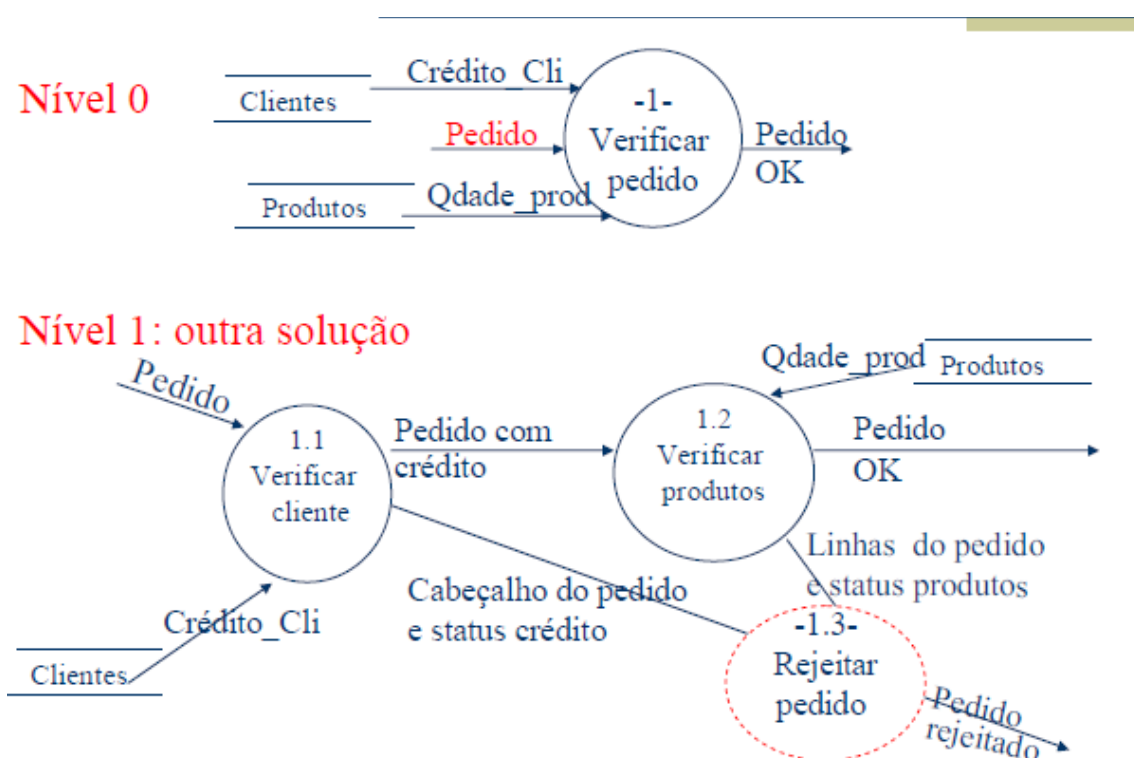 Nível 0
Clientes
Crédito_Cli
Pedido
Produtos
Qdade_prod
-1-
Verificar
pedido
Pedido
OK
Nível 1: outra solução
Pedido
1.1
Verificar
cliente
Crédito_Cli
Clientes
Pedido com
crédito
Cabeçalho do pedido
e status crédito
Qdade_prod
Produtos
1.2
Verificar
produtos
Pedido
OK
Linhas do pedido
e status produtos
-1.3-
Rejeitar
pedido
Pedido
rejeitado